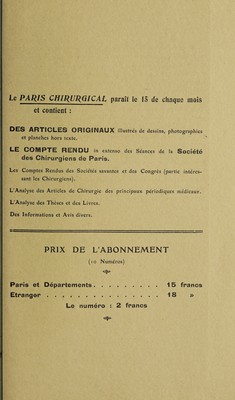 Le PARIS CHIRURGICAL paraît le 15 de chaque mois
et contient :
DES ARTICLES ORIGINAUX illustrés de dessins, photographies
et planches hors texte.
LE COMPTE RENDU in extenso des Séances de la Société
des Chirurgiens de Paris.
Les Comptes Rendus des Sociétés savantes et des Congrès (partie intéres-
sant les Chirurgiens).
L'Analyse des Articles de Chirurgie des principaux périodiques médicaux.
L'Analyse des Thèses et des Livres.
Des Informations et Avis divers.
PRIX DE L'ABONNEMENT
(10 Numéros)
Paris et Départements. . . . . . . . . 15 francs
Etranger . . . . . . . . . . . . . . . 18 »
Le numéro : 2 francs